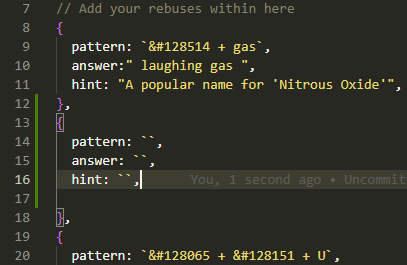 7 // Add your rebuses within here
8 {
9 pattern: `&#128514 + gas`,
10 answer:" laughing gas ",
11 hint: "A popular name for 'Nitrous Oxide'",
12 },
13 {
14 pattern: ``,
15 answer: ``,
16 hint: ``, You, 1 second ago • Uncommit
17
18 },
19 {
20 pattern: `&#128065 + &#128151 + U`,